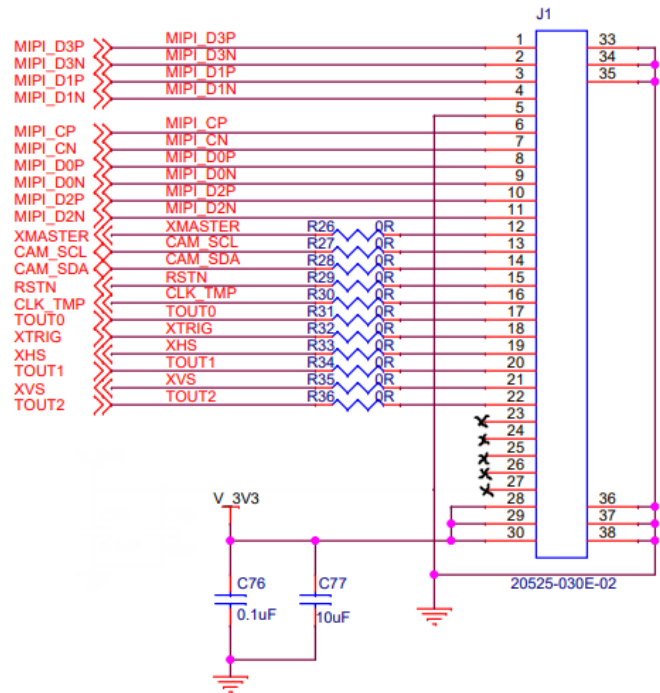 J1
MIPI_D3P MIPI_D3P 1 33
MIPI_D3N MIPI_D3N 2 34
MIPI_D1P MIPI_D1P 3 35
MIPI_D1N MIPI_D1N 4
5
MIPI_CP MIPI_CP 6
MIPI_CN MIPI_CN 7
MIPI_D0P MIPI_D0P 8
MIPI_D0N MIPI_D0N 9
MIPI_D2P MIPI_D2P 10
MIPI_D2N MIPI_D2N 11
XMASTER XMASTER R26 0R 12
CAM_SCL CAM_SCL R27 0R 13
CAM_SDA CAM_SDA R28 0R 14
RSTN RSTN R29 0R 15
CLK_TMP CLK_TMP R30 0R 16
TOUT0 TOUT0 R31 0R 17
XTRIG XTRIG R32 0R 18
XHS XHS R33 0R 19
TOUT1 TOUT1 R34 0R 20
XVS XVS R35 0R 21
TOUT2 TOUT2 R36 0R 22
23
24
25
26
27
V_3V3 28 36
29 37
30 38
C76 C77 20525-030E-02
0.1uF 10uF